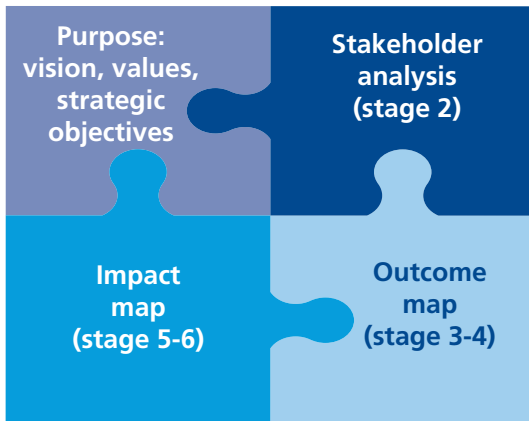 Purpose:
vision, values,
strategic
objectives
Stakeholder
analysis
(stage 2)
Impact
map
(stage 5-6)
Outcome
map
(stage 3-4)